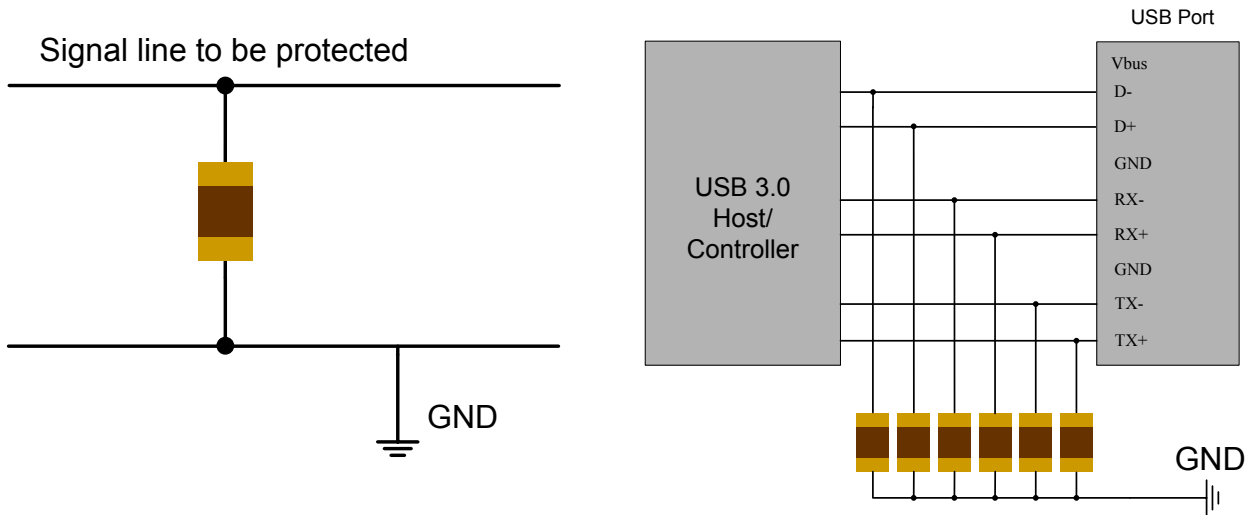 Signal line to be protected
GND
USB Port
USB 3.0
Host/
Controller
Vbus
D-
D+
GND
RX-
RX+
GND
TX-
TX+
GND